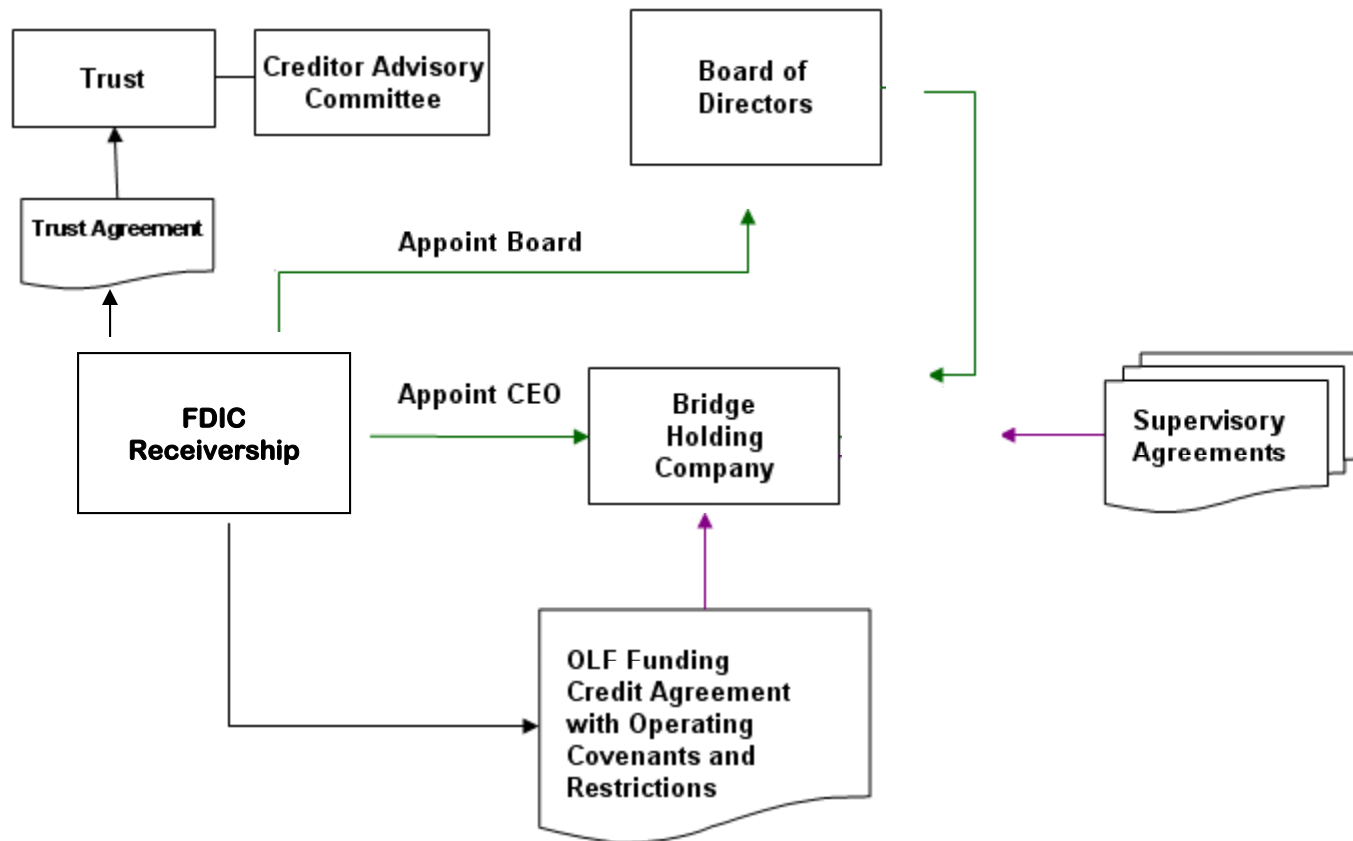 Trust
Creditor Advisory
Committee
Board of
Directors
Trust Agreement
Appoint Board
FDIC
Receivership
Appoint CEO
Bridge
Holding
Company
Supervisory
Agreements
OLF Funding
Credit Agreement
with Operating
Covenants and
Restrictions